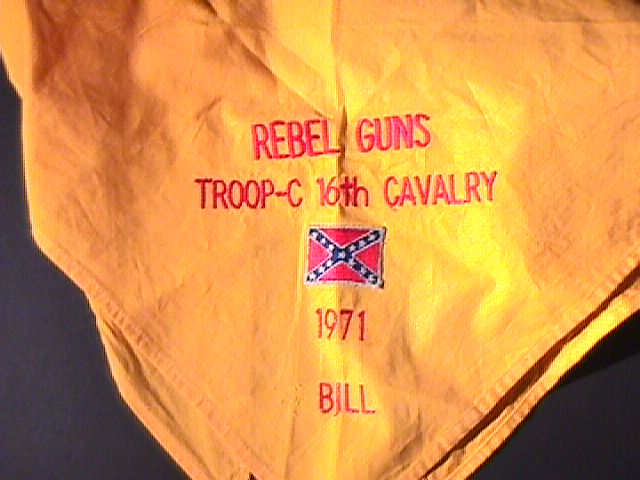 REBEL GUNS
TROOP-C 16th CAVALRY
1971
BILL